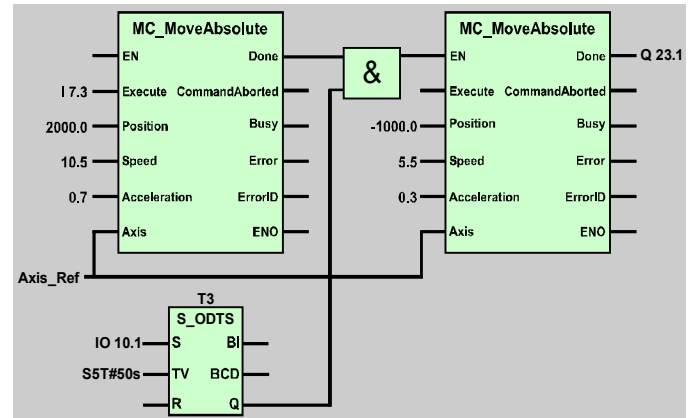 MC_MoveAbsolute MC_MoveAbsolute
EN Done & EN Done Q 23.1
I 7.3 Execute CommandAborted Execute CommandAborted
2000.0 Position Busy -1000.0 Position Busy
10.5 Speed Error 5.5 Speed Error
0.7 Acceleration ErrorID 0.3 Acceleration ErrorID
Axis ENO Axis ENO
Axis_Ref
T3
S_ODTS
IO 10.1 S BI
S5T#50s TV BCD
R Q